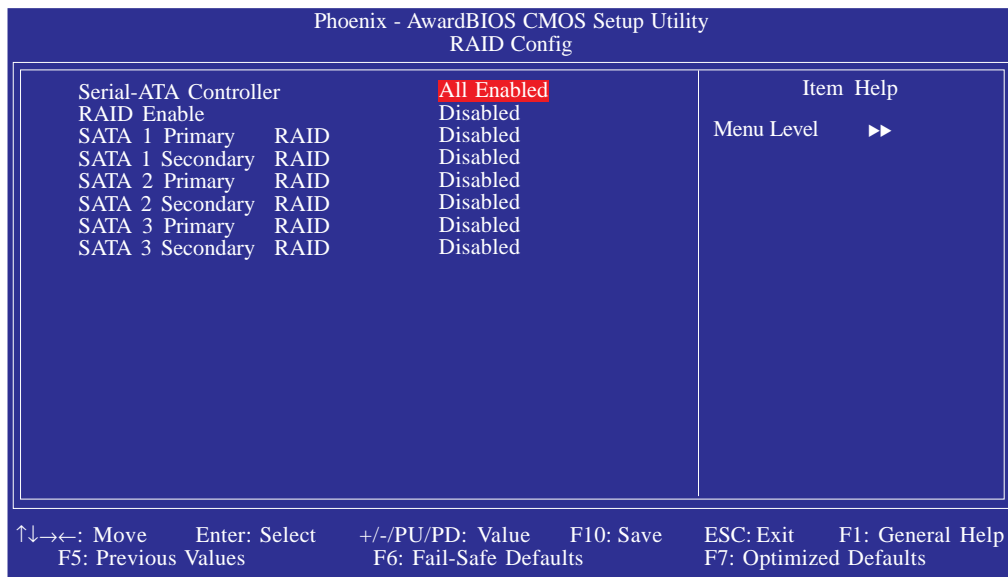 Phoenix - AwardBIOS CMOS Setup Utility
RAID Config
Serial-ATA Controller All Enabled
RAID Enable Disabled
SATA 1 Primary RAID Disabled
SATA 1 Secondary RAID Disabled
SATA 2 Primary RAID Disabled
SATA 2 Secondary RAID Disabled
SATA 3 Primary RAID Disabled
SATA 3 Secondary RAID Disabled
Item Help
Menu Level ▶▶
↑↓→←: Move Enter: Select +/-/PU/PD: Value F10: Save ESC: Exit F1: General Help
F5: Previous Values F6: Fail-Safe Defaults F7: Optimized Defaults